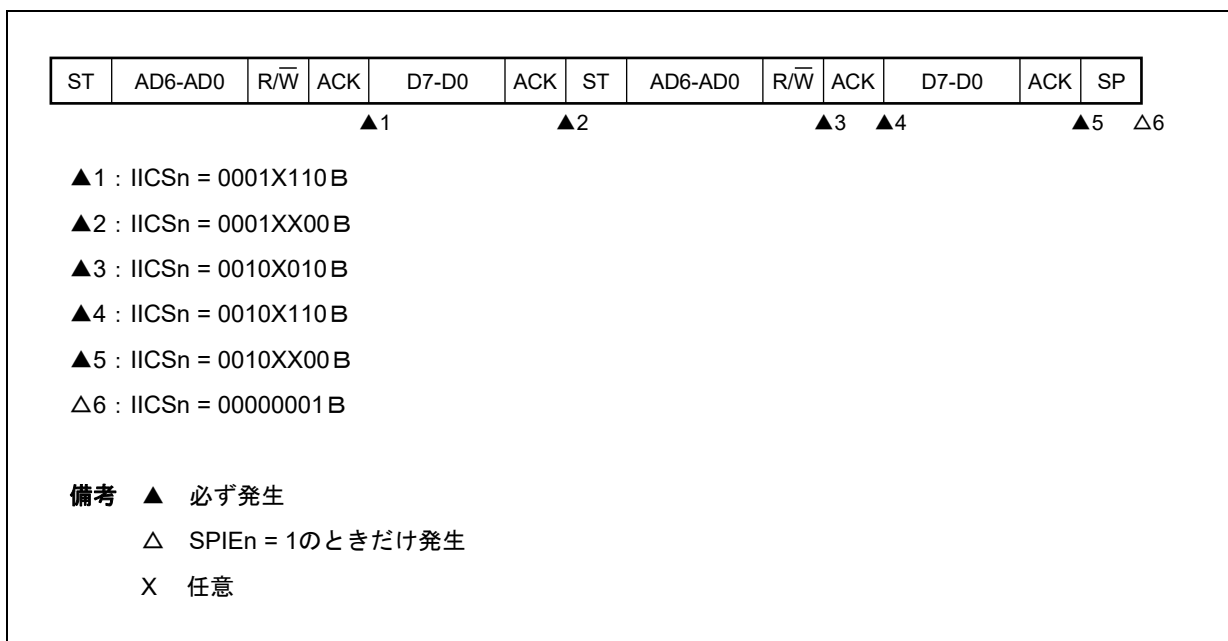 ST AD6-AD0 R/W̅ ACK D7-D0 ACK ST AD6-AD0 R/W̅ ACK D7-D0 ACK SP
▲1 ▲2 ▲3 ▲4 ▲5 △6
▲1：IICSn = 0001X110B
▲2：IICSn = 0001XX00B
▲3：IICSn = 0010X010B
▲4：IICSn = 0010X110B
▲5：IICSn = 0010XX00B
△6：IICSn = 00000001B
備考 ▲ 必ず発生
△ SPIEn = 1のときだけ発生
X 任意